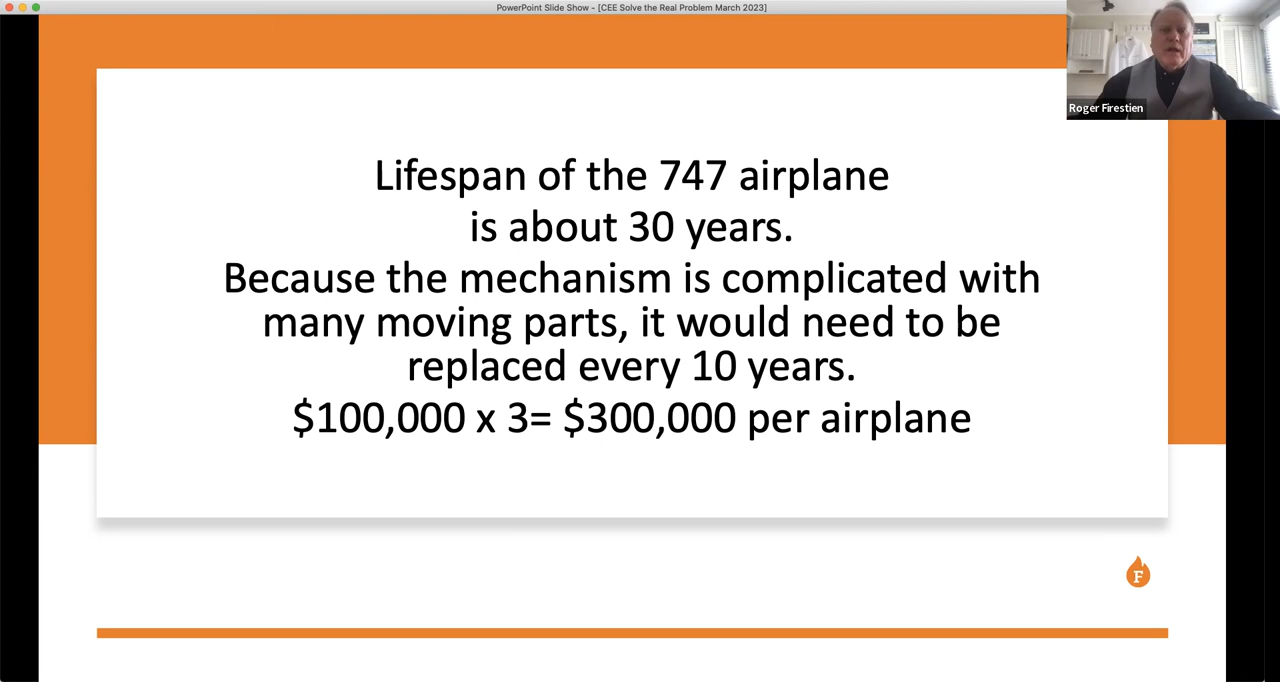 PowerPoint Slide Show - [CEE Solve the Real Problem March 2023]
Roger Firestien
Lifespan of the 747 airplane
is about 30 years.
Because the mechanism is complicated with
many moving parts, it would need to be
replaced every 10 years.
$100,000 x 3= $300,000 per airplane
F